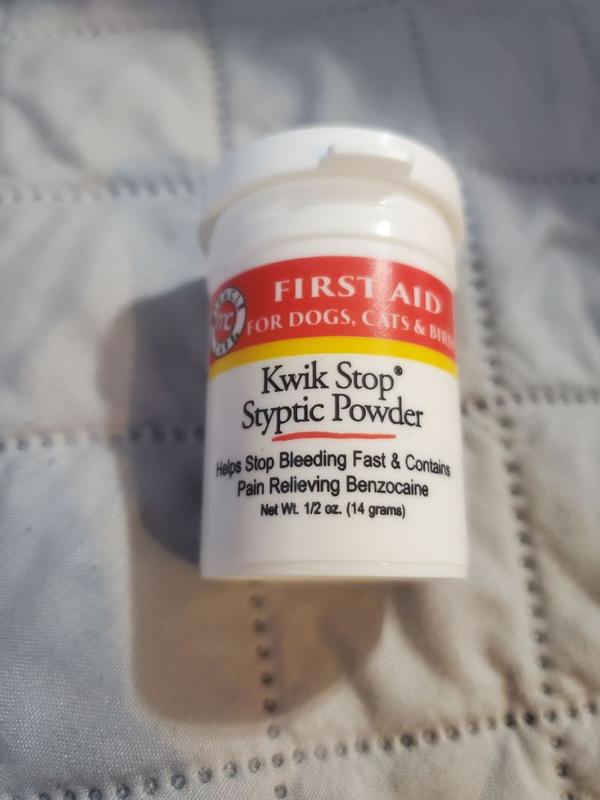 FIRST AID
FOR DOGS, CATS &
Kwik Stop®
Styptic Powder
Helps Stop Bleeding Fast & Contains
Pain Relieving Benzocaine
Net Wt. 1/2 oz. (14 grams)